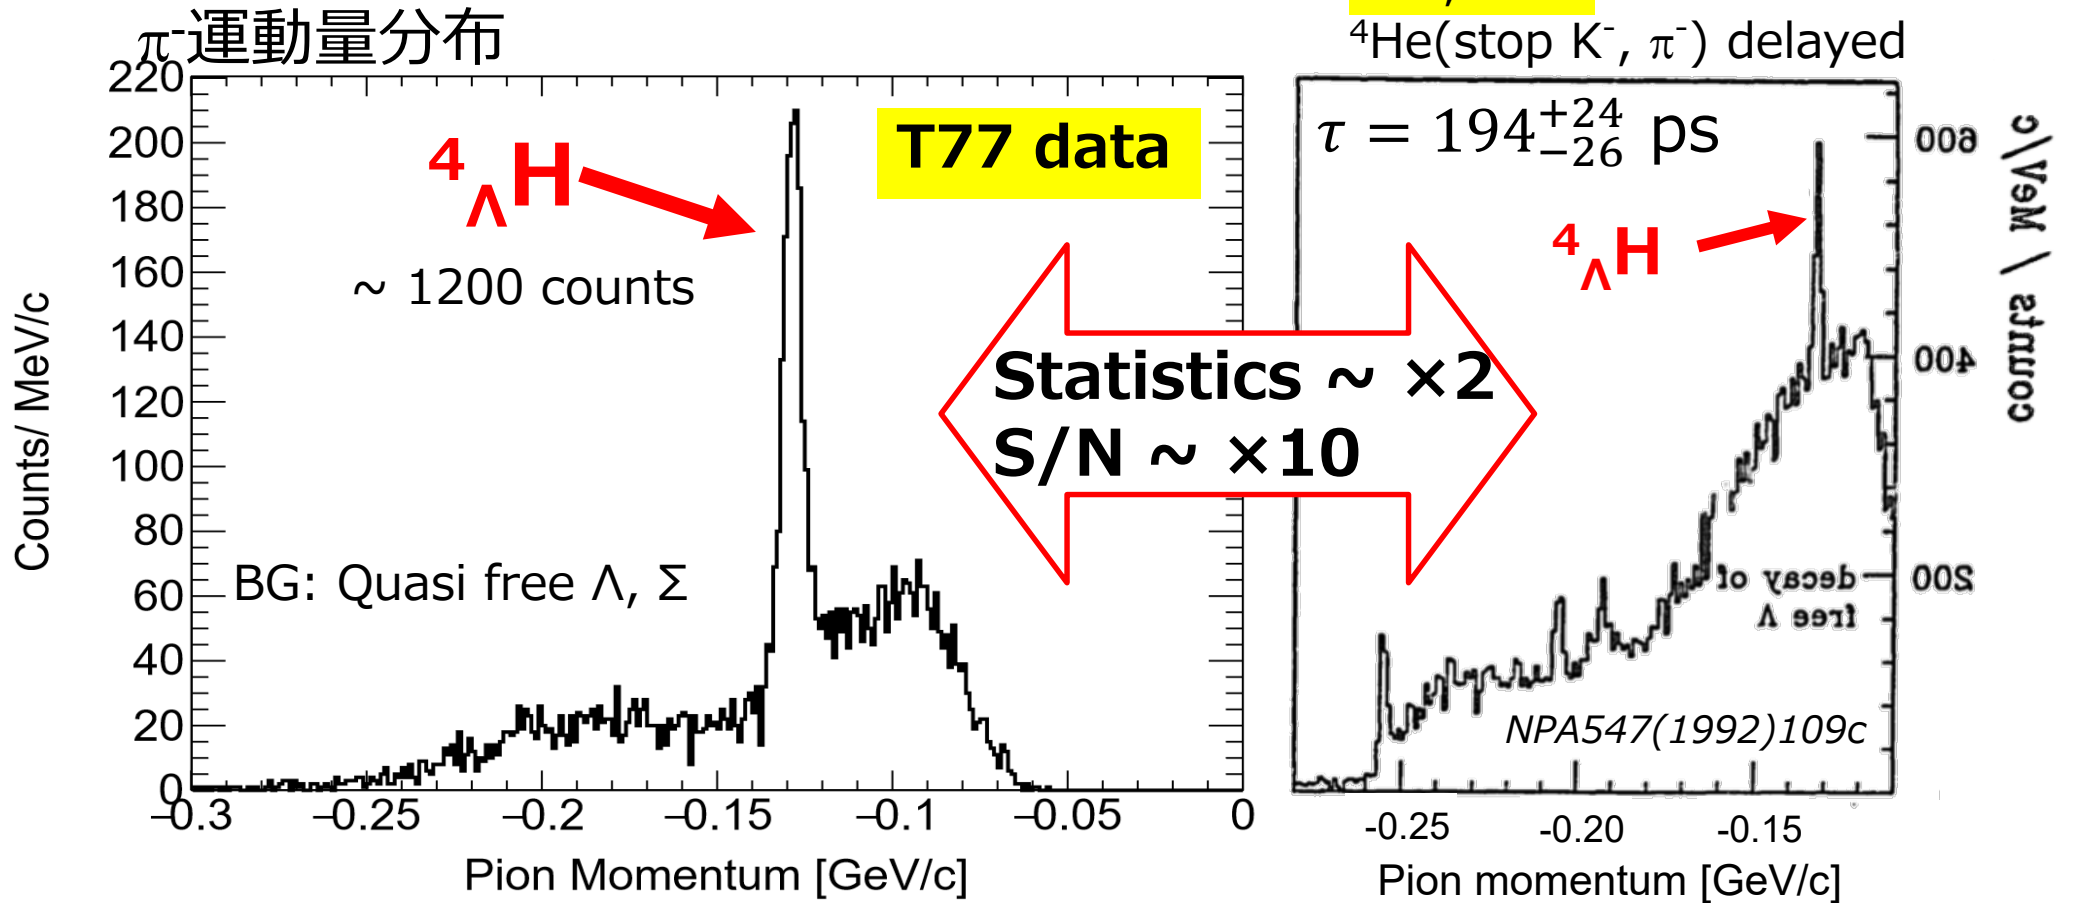 π-運動量分布
220
200
180
160
140
120
100
80
60
40
20
0
Counts/ MeV/c
⁴ΛH
~ 1200 counts
T77 data
BG: Quasi free Λ, Σ
−0.3 −0.25 −0.2 −0.15 −0.1 −0.05 0
Pion Momentum [GeV/c]
Statistics ~ ×2
S/N ~ ×10
⁴He(stop K⁻, π⁻) delayed
τ = 194 +24 −26 ps
⁴ΛH
600
400
200
counts / MeV/c
decay of
free Λ
NPA547(1992)109c
-0.25 -0.20 -0.15
Pion momentum [GeV/c]